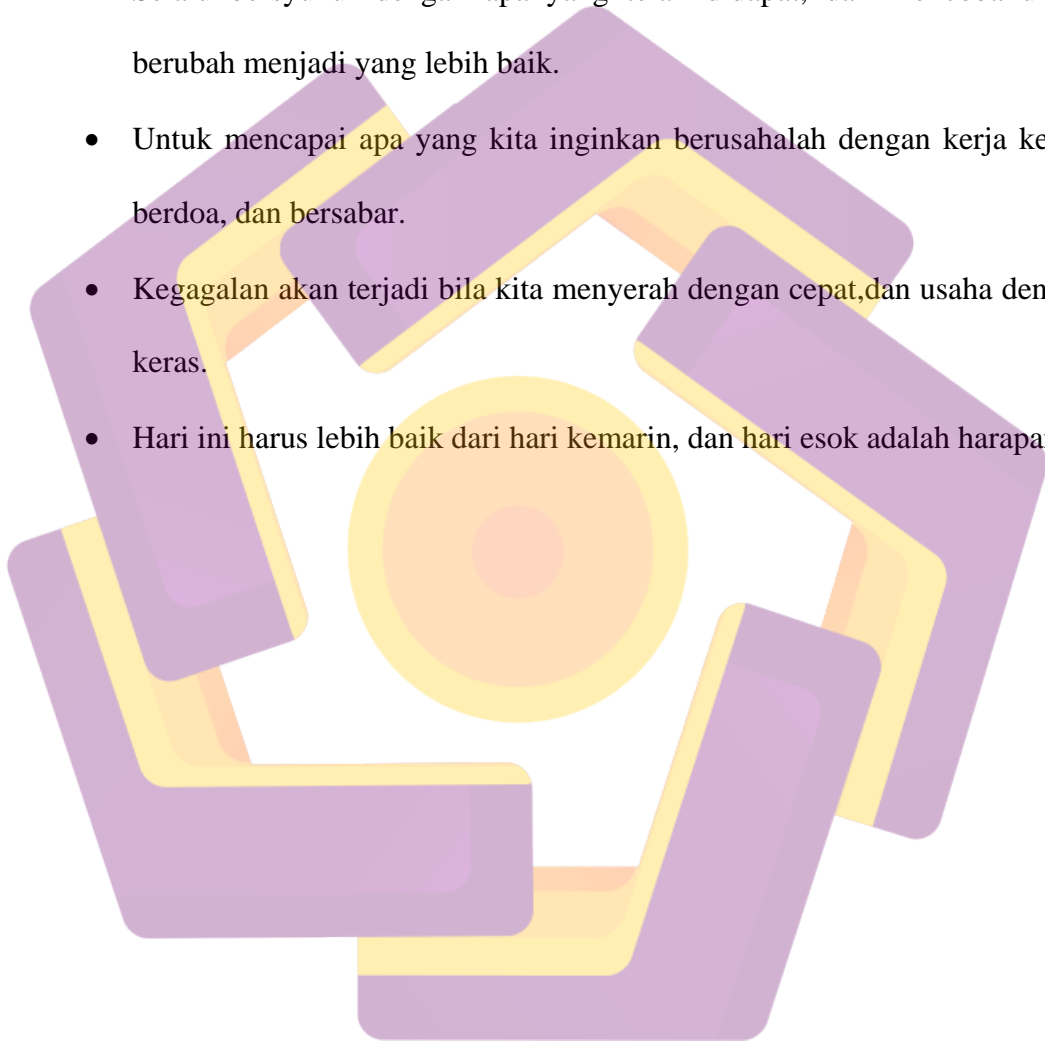 berubah menjadi yang lebih baik.
• Untuk mencapai apa yang kita inginkan berusahalah dengan kerja ke
berdoa, dan bersabar.
• Kegagalan akan terjadi bila kita menyerah dengan cepat,dan usaha den
keras.
• Hari ini harus lebih baik dari hari kemarin, dan hari esok adalah harapa